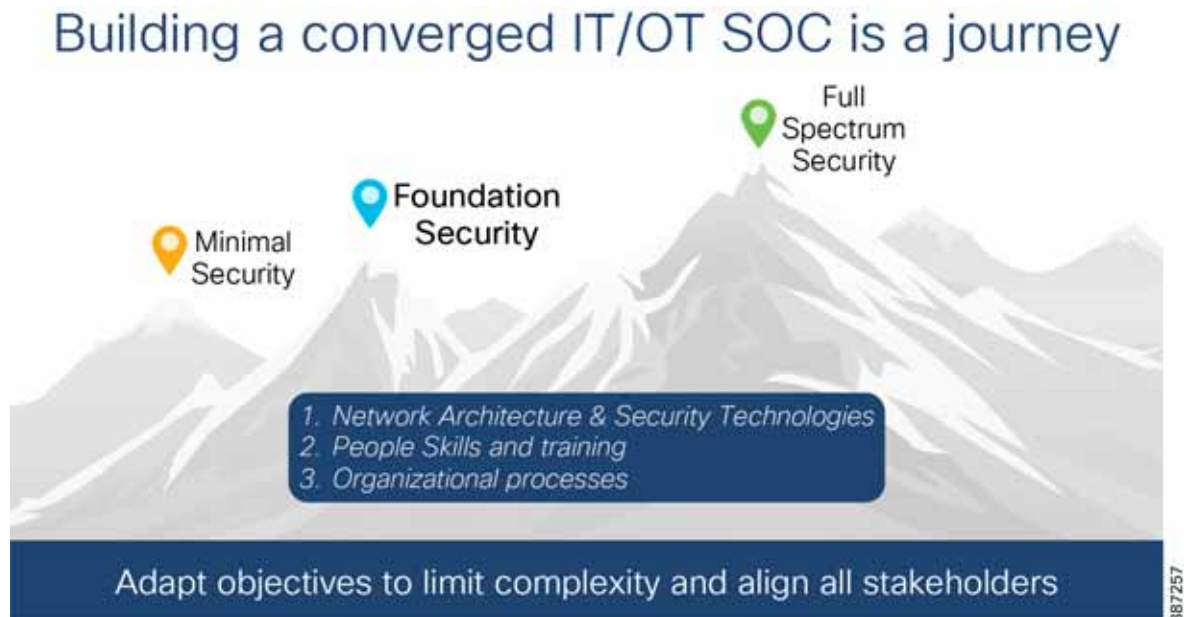 Building a converged IT/OT SOC is a journey
Full
Spectrum
Security
Foundation
Security
Minimal
Security
1. Network Architecture & Security Technologies
2. People Skills and training
3. Organizational processes
Adapt objectives to limit complexity and align all stakeholders
387257